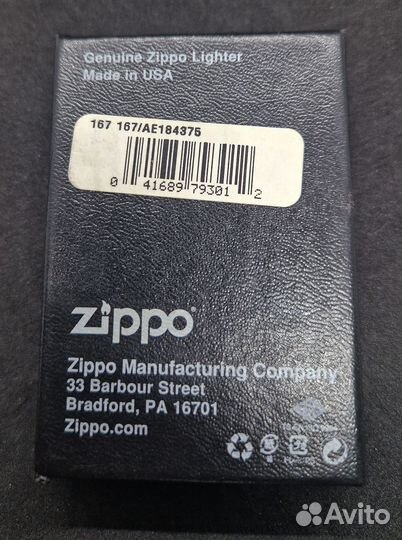 Genuine Zippo Lighter
Made in USA
167 167/AE184375
0 41689 79301 2
zippo
Zippo Manufacturing Company
33 Barbour Street
Bradford, PA 16701
Zippo.com
Avito